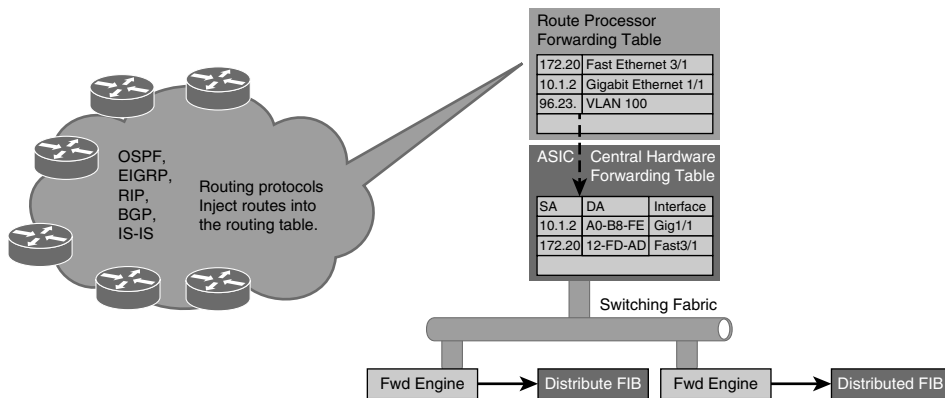 OSPF,
EIGRP,
RIP,
BGP,
IS-IS
Routing protocols
Inject routes into
the routing table.
Route Processor
Forwarding Table
172.20 Fast Ethernet 3/1
10.1.2 Gigabit Ethernet 1/1
96.23. VLAN 100
ASIC Central Hardware
Forwarding Table
SA DA Interface
10.1.2 A0-B8-FE Gig1/1
172.20 12-FD-AD Fast3/1
Switching Fabric
Fwd Engine Distribute FIB Fwd Engine Distributed FIB